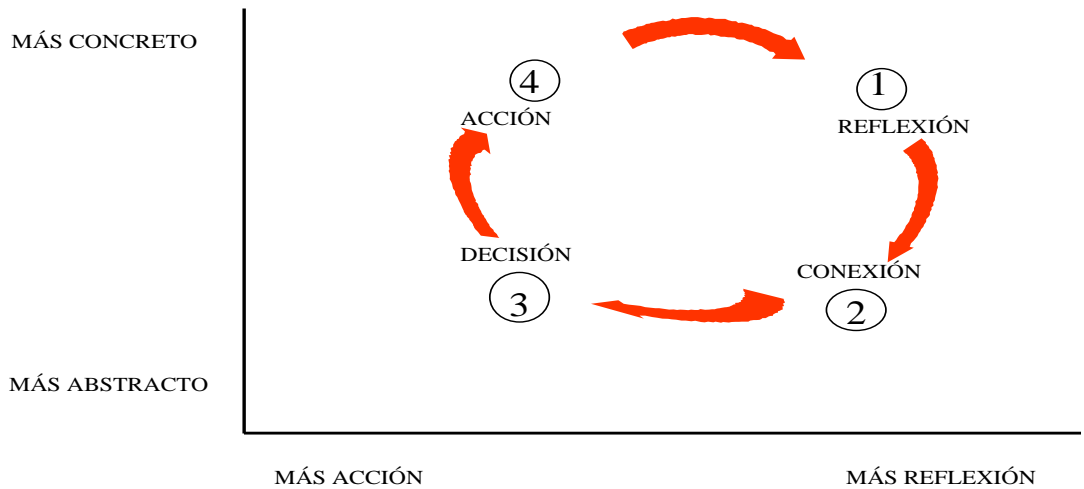 MÁS CONCRETO
4
1
ACCIÓN
REFLEXIÓN
DECISIÓN
CONEXIÓN
3
2
MÁS ABSTRACTO
MÁS ACCIÓN
MÁS REFLEXIÓN